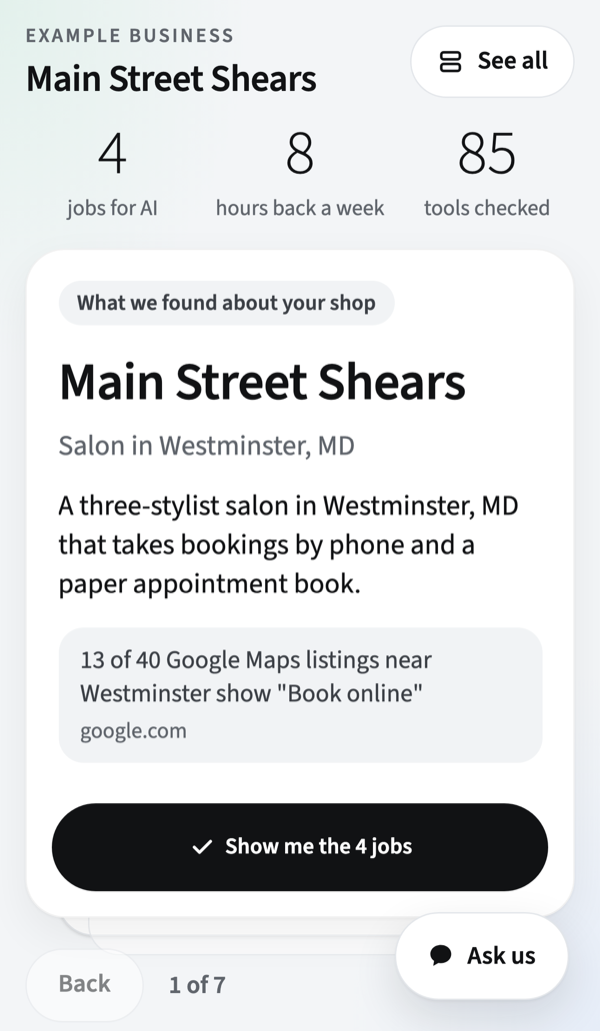 EXAMPLE BUSINESS
Main Street Shears
See all
4
jobs for AI
8
hours back a week
85
tools checked
What we found about your shop
Main Street Shears
Salon in Westminster, MD
A three-stylist salon in Westminster, MD
that takes bookings by phone and a
paper appointment book.
13 of 40 Google Maps listings near
Westminster show "Book online"
google.com
Show me the 4 jobs
Back
1 of 7
Ask us